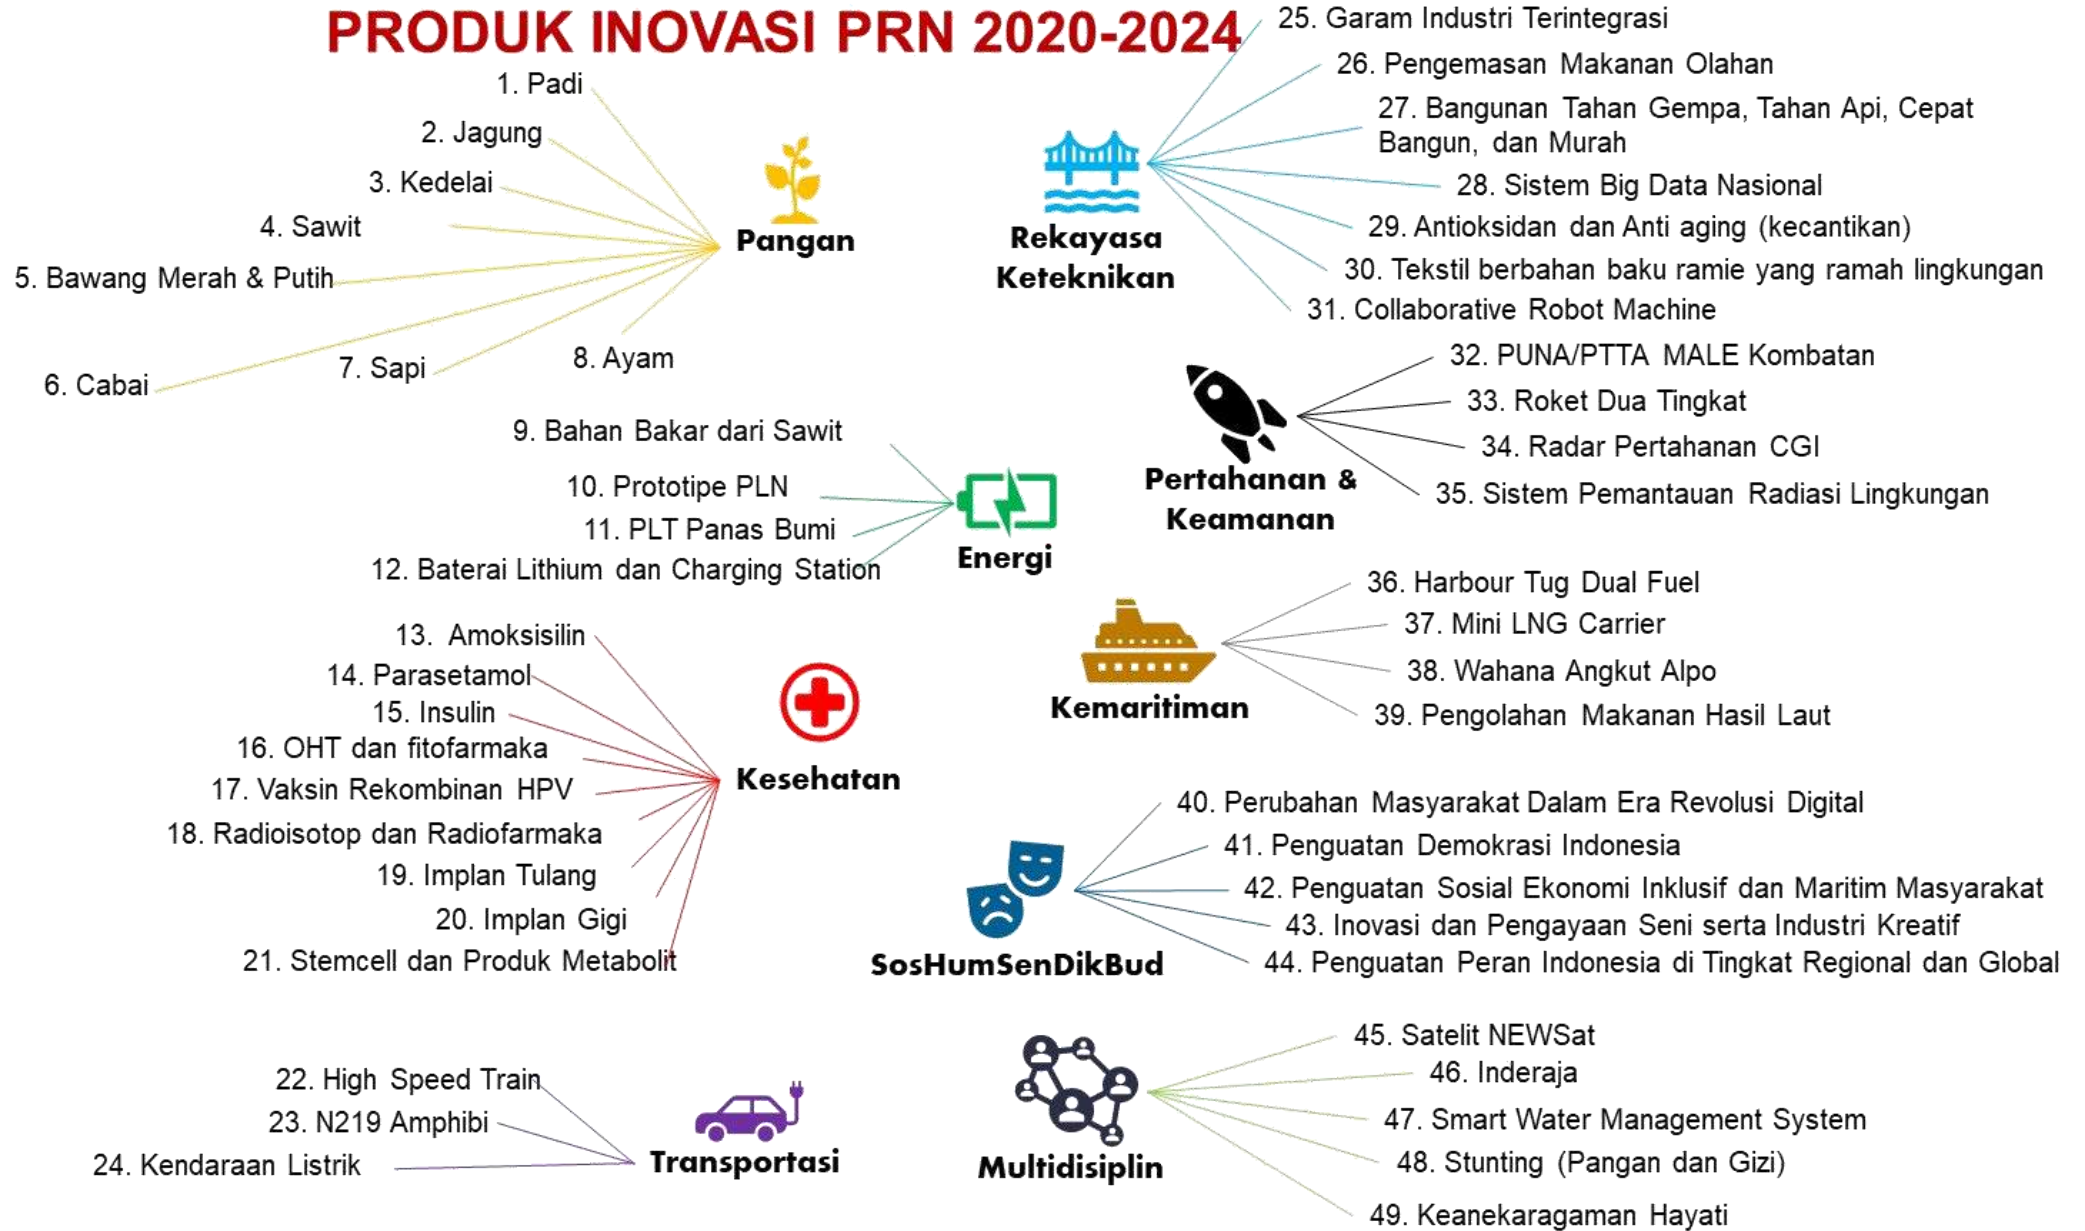 PRODUK INOVASI PRN 2020-2024
1. Padi
2. Jagung
3. Kedelai
4. Sawit
5. Bawang Merah & Putih
6. Cabai
7. Sapi
8. Ayam
Pangan
9. Bahan Bakar dari Sawit
10. Prototipe PLN
11. PLT Panas Bumi
12. Baterai Lithium dan Charging Station
Energi
13. Amoksisilin
14. Parasetamol
15. Insulin
16. OHT dan fitofarmaka
17. Vaksin Rekombinan HPV
18. Radioisotop dan Radiofarmaka
19. Implan Tulang
20. Implan Gigi
21. Stemcell dan Produk Metabolit
Kesehatan
22. High Speed Train
23. N219 Amphibi
24. Kendaraan Listrik
Transportasi
25. Garam Industri Terintegrasi
26. Pengemasan Makanan Olahan
27. Bangunan Tahan Gempa, Tahan Api, Cepat
Bangun, dan Murah
28. Sistem Big Data Nasional
29. Antioksidan dan Anti aging (kecantikan)
30. Tekstil berbahan baku ramie yang ramah lingkungan
31. Collaborative Robot Machine
Rekayasa
Keteknikan
32. PUNA/PTTA MALE Kombatan
33. Roket Dua Tingkat
34. Radar Pertahanan CGI
35. Sistem Pemantauan Radiasi Lingkungan
Pertahanan &
Keamanan
36. Harbour Tug Dual Fuel
37. Mini LNG Carrier
38. Wahana Angkut Alpo
39. Pengolahan Makanan Hasil Laut
Kemaritiman
40. Perubahan Masyarakat Dalam Era Revolusi Digital
41. Penguatan Demokrasi Indonesia
42. Penguatan Sosial Ekonomi Inklusif dan Maritim Masyarakat
43. Inovasi dan Pengayaan Seni serta Industri Kreatif
44. Penguatan Peran Indonesia di Tingkat Regional dan Global
SosHumSenDikBud
45. Satelit NEWSat
46. Inderaja
47. Smart Water Management System
48. Stunting (Pangan dan Gizi)
49. Keanekaragaman Hayati
Multidisiplin